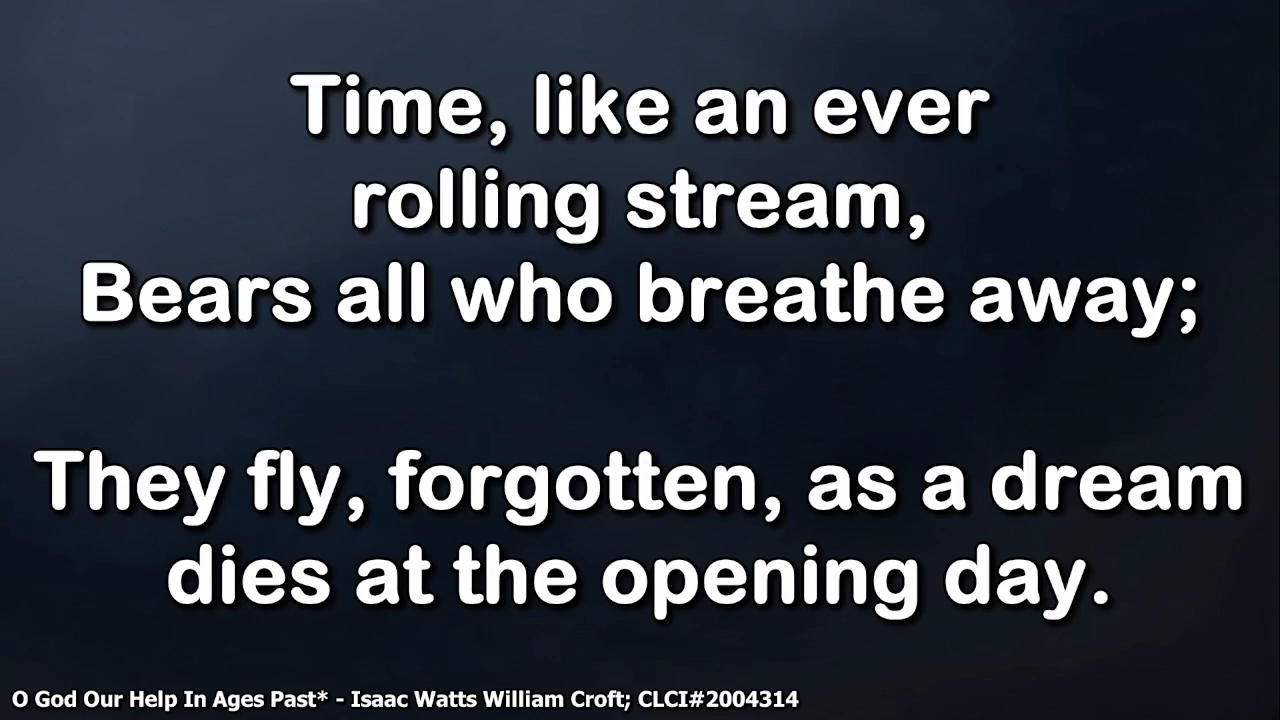 Time, like an ever
rolling stream,
Bears all who breathe away;
They fly, forgotten, as a dream
dies at the opening day.
O God Our Help In Ages Past* - Isaac Watts William Croft; CLCI#2004314